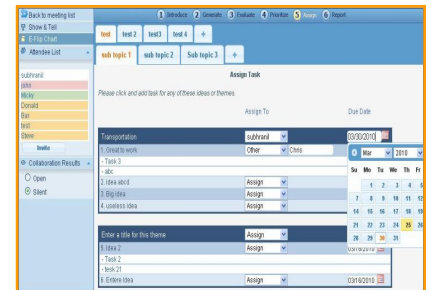 Back to meeting list
Show & Tell
E-Flip Chart
Attendee List
subhranil
john
Micky
Donald
Bar
test
Steve
Invite
Collaboration Results
Open
Silent
1 Introduce 2 Generate 3 Evaluate 4 Prioritize 5 Assign 6 Report
test test 2 test3 test 4 +
sub topic 1 sub topic 2 Sub topic 3 +
Assign Task
Please click and add task for any of these ideas or themes.
Assign To Due Date
Transportation subhranil 03/30/2010
1. Great to work Other Chris
- Task 3
- abc
2. Idea abcd Assign
3. Big idea Assign
4. useless idea Assign
Mar 2010
Su Mo Tu We Th Fr
1 2 3 4 5
7 8 9 10 11 12
14 15 16 17 18 19
21 22 23 24 25 26
28 29 30 31
Enter a title for this theme Assign
5. Idea 2 Assign 03/18/2010
- Task 2
- task 21
6. Entere Idea Assign 03/18/2010